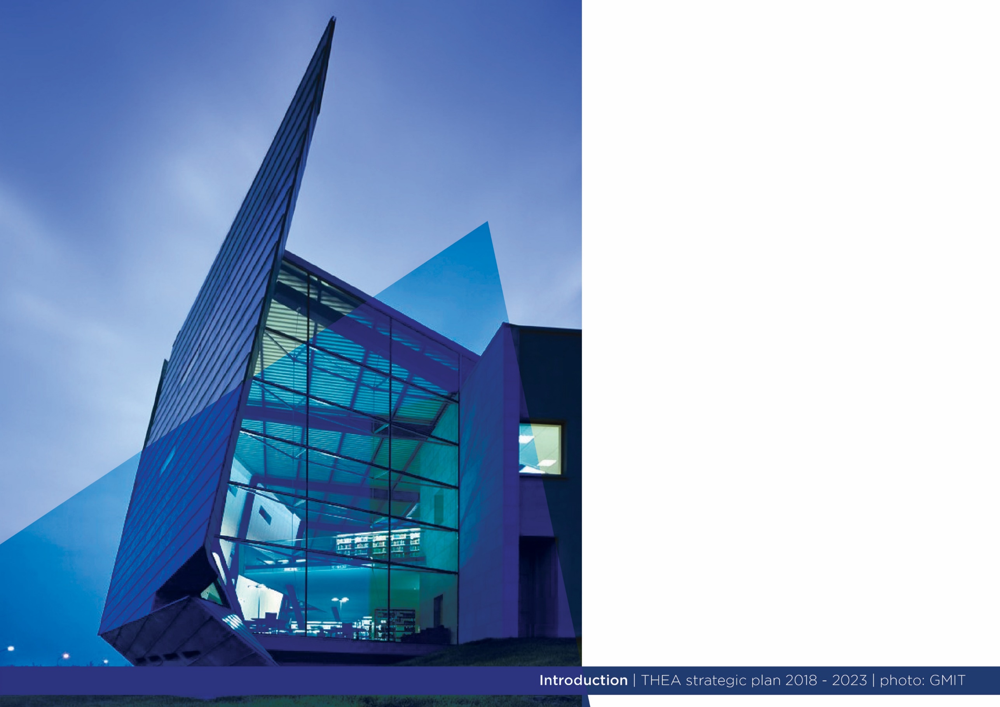 Introduction | THEA strategic plan 2018 - 2023 | photo: GMIT